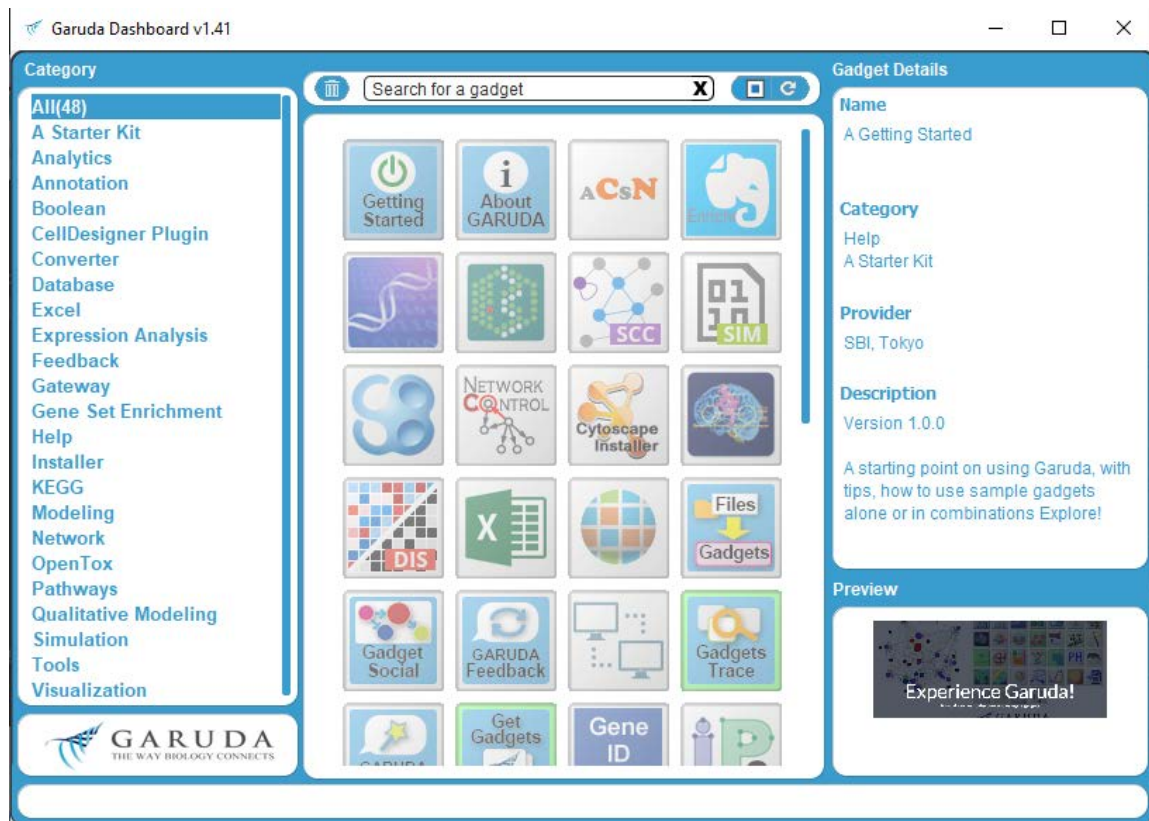 Garuda Dashboard v1.41
Category
All(48)
A Starter Kit
Analytics
Annotation
Boolean
CellDesigner Plugin
Converter
Database
Excel
Expression Analysis
Feedback
Gateway
Gene Set Enrichment
Help
Installer
KEGG
Modeling
Network
OpenTox
Pathways
Qualitative Modeling
Simulation
Tools
Visualization
GARUDA
THE WAY BIOLOGY CONNECTS
Search for a gadget
X
Getting
Started
i
About
GARUDA
ACSN
SCC
01
10
SIM
NETWORK
CONTROL
Cytoscape
Installer
DIS
X
Files
Gadgets
Gadget
Social
GARUDA
Feedback
Gadgets
Trace
Get
Gadgets
Gene
ID
iP
Gadget Details
Name
A Getting Started
Category
Help
A Starter Kit
Provider
SBI, Tokyo
Description
Version 1.0.0
A starting point on using Garuda, with
tips, how to use sample gadgets
alone or in combinations Explore!
Preview
PH
Experience Garuda!